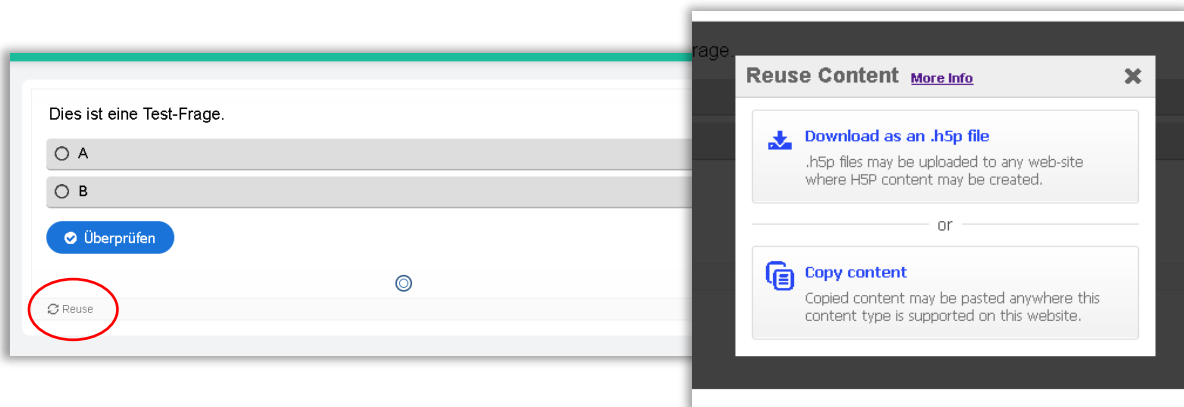 Dies ist eine Test-Frage.
A
B
Überprüfen
Reuse
rage.
Reuse Content More Info
Download as an .h5p file
.h5p files may be uploaded to any web-site
where H5P content may be created.
or
Copy content
Copied content may be pasted anywhere this
content type is supported on this website.